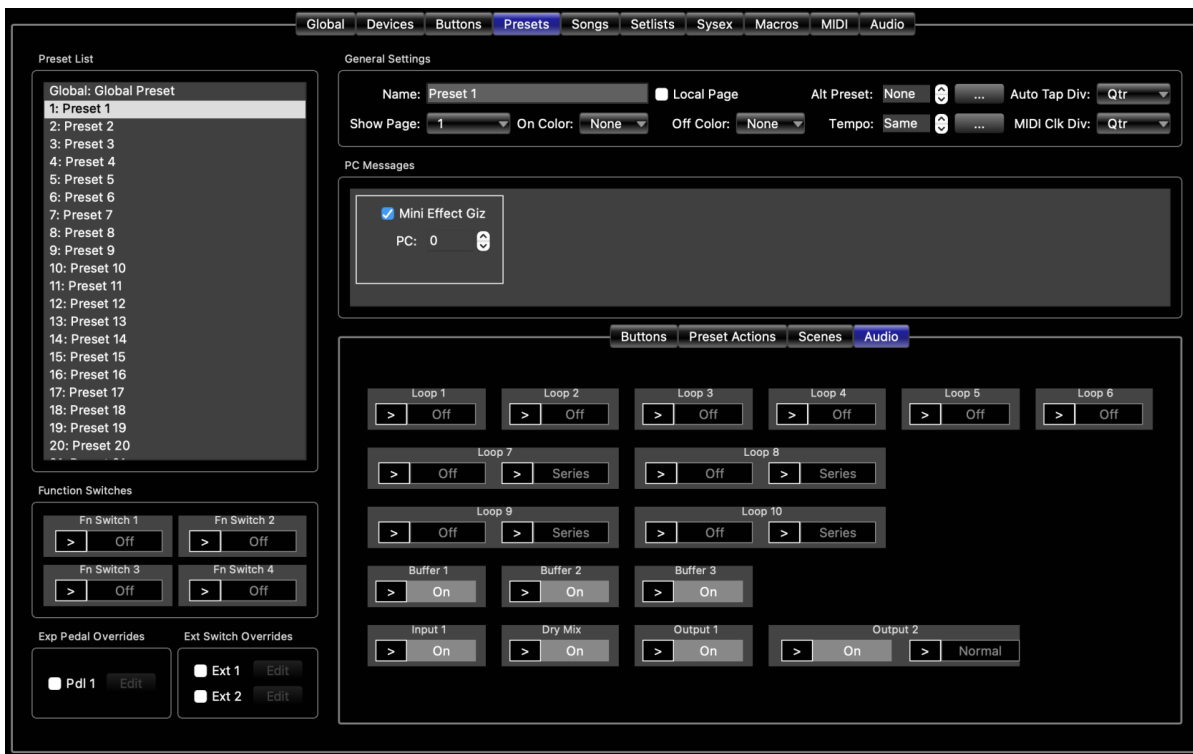 Global Devices Buttons Presets Songs Setlists Sysex Macros MIDI Audio
Preset List
Global: Global Preset
1: Preset 1
2: Preset 2
3: Preset 3
4: Preset 4
5: Preset 5
6: Preset 6
7: Preset 7
8: Preset 8
9: Preset 9
10: Preset 10
11: Preset 11
12: Preset 12
13: Preset 13
14: Preset 14
15: Preset 15
16: Preset 16
17: Preset 17
18: Preset 18
19: Preset 19
20: Preset 20
Function Switches
Fn Switch 1 Fn Switch 2
> Off > Off
Fn Switch 3 Fn Switch 4
> Off > Off
Exp Pedal Overrides
Pdl 1 Edit
Ext Switch Overrides
Ext 1 Edit
Ext 2 Edit
General Settings
Name: Preset 1 Local Page Alt Preset: None ... Auto Tap Div: Qtr
Show Page: 1 On Color: None Off Color: None Tempo: Same ... MIDI Clk Div: Qtr
PC Messages
Mini Effect Giz
PC: 0
Buttons Preset Actions Scenes Audio
Loop 1 Loop 2 Loop 3 Loop 4 Loop 5 Loop 6
> Off > Off > Off > Off > Off > Off
Loop 7 Loop 8
> Off > Series > Off > Series
Loop 9 Loop 10
> Off > Series > Off > Series
Buffer 1 Buffer 2 Buffer 3
> On > On > On
Input 1 Dry Mix Output 1 Output 2
> On > On > On > On > Normal